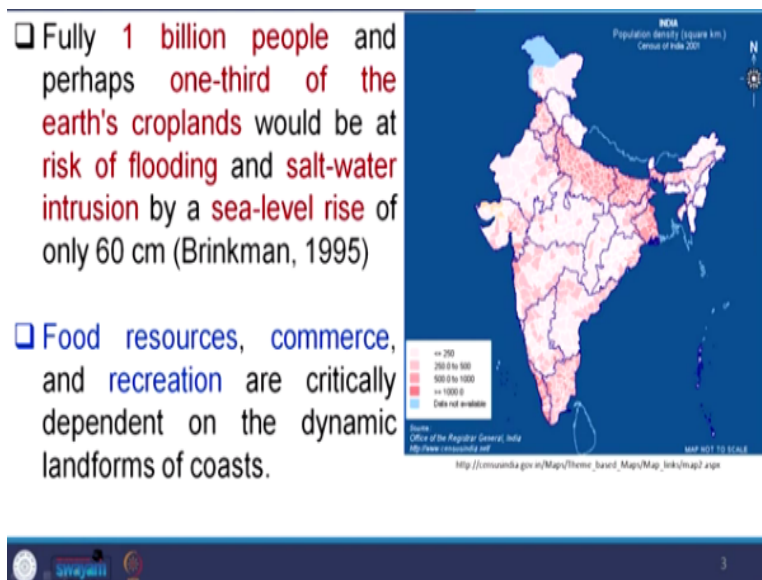 Fully 1 billion people and
perhaps one-third of the
earth's croplands would be at
risk of flooding and salt-water
intrusion by a sea-level rise of
only 60 cm (Brinkman, 1995)
Food resources, commerce,
and recreation are critically
dependent on the dynamic
landforms of coasts.
INDIA
Population density (square km.)
Census of India 2001
N
<= 250
250.0 to 500
500.0 to 1000
>= 1000.0
Data not available
Source :
Office of the Registrar General, India
http://www.censusindia.net/
MAP NOT TO SCALE
http://censusindia.gov.in/Maps/Theme_based_Maps/Map_links/map2.aspx
swayam
3